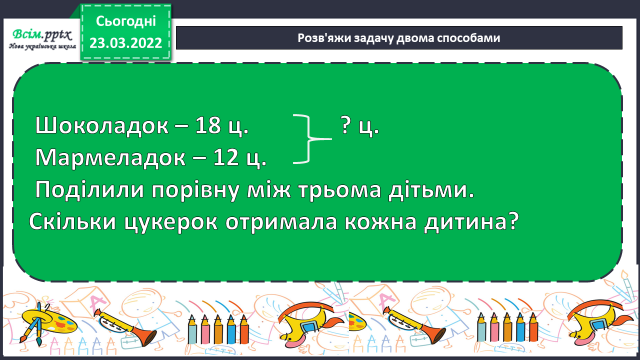 Всім.pptx
Нова українська школа
Сьогодні
23.03.2022
Розв'яжи задачу двома способами
Шоколадок – 18 ц. ? ц.
Мармеладок – 12 ц.
Поділили порівну між трьома дітьми.
Скільки цукерок отримала кожна дитина?